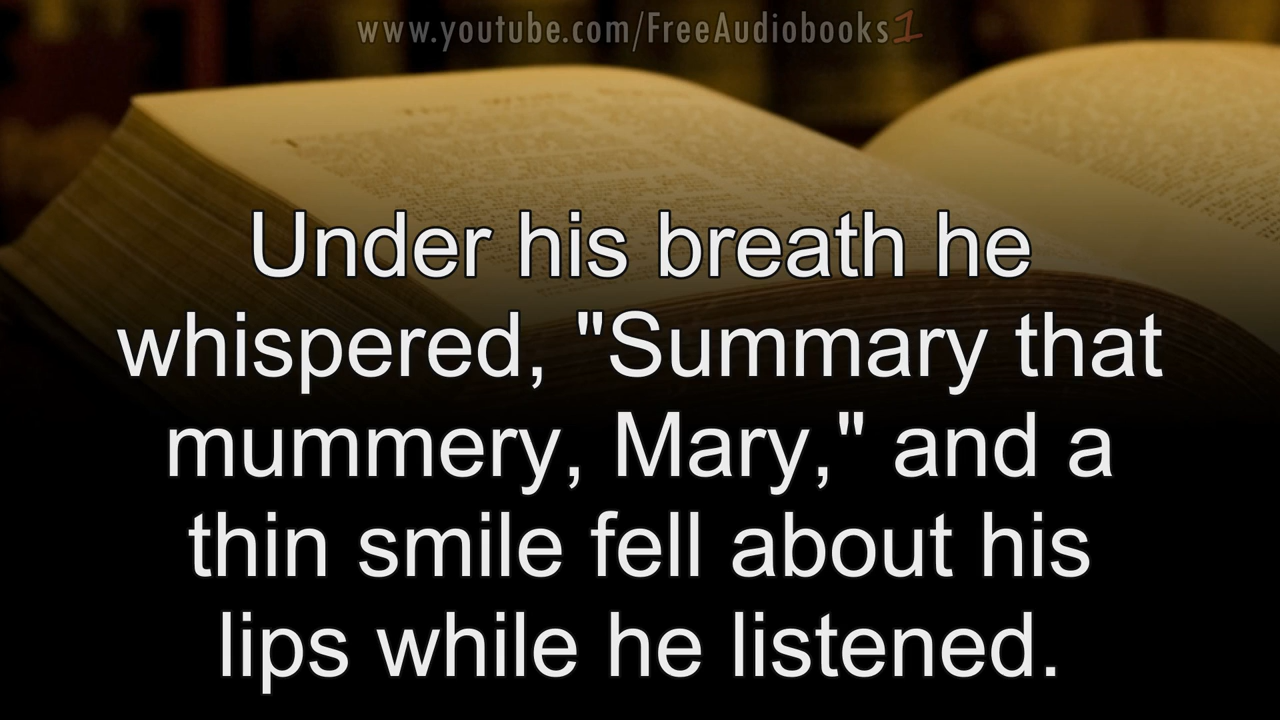 www.youtube.com/FreeAudiobooks1
Under his breath he
whispered, "Summary that
mummery, Mary," and a
thin smile fell about his
lips while he listened.